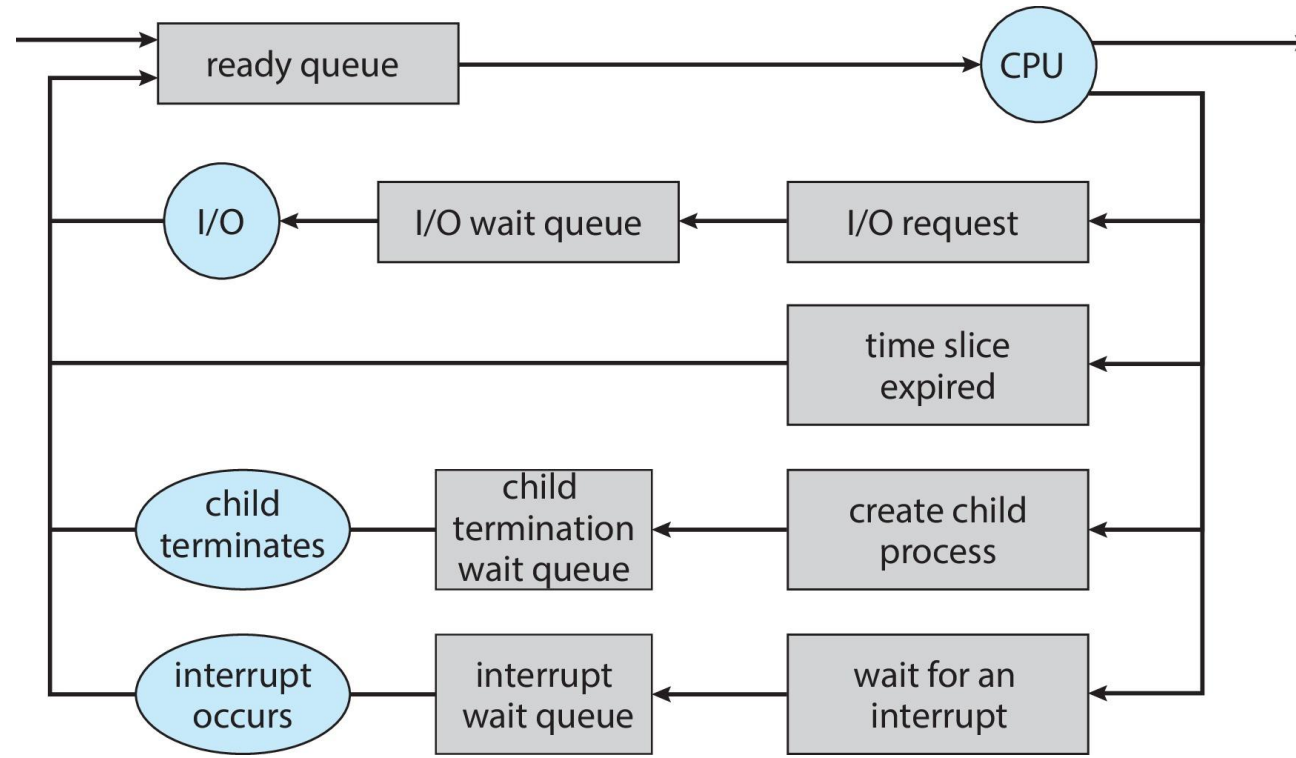 ready queue
CPU
I/O
I/O wait queue
I/O request
time slice
expired
child
terminates
child
termination
wait queue
create child
process
interrupt
occurs
interrupt
wait queue
wait for an
interrupt